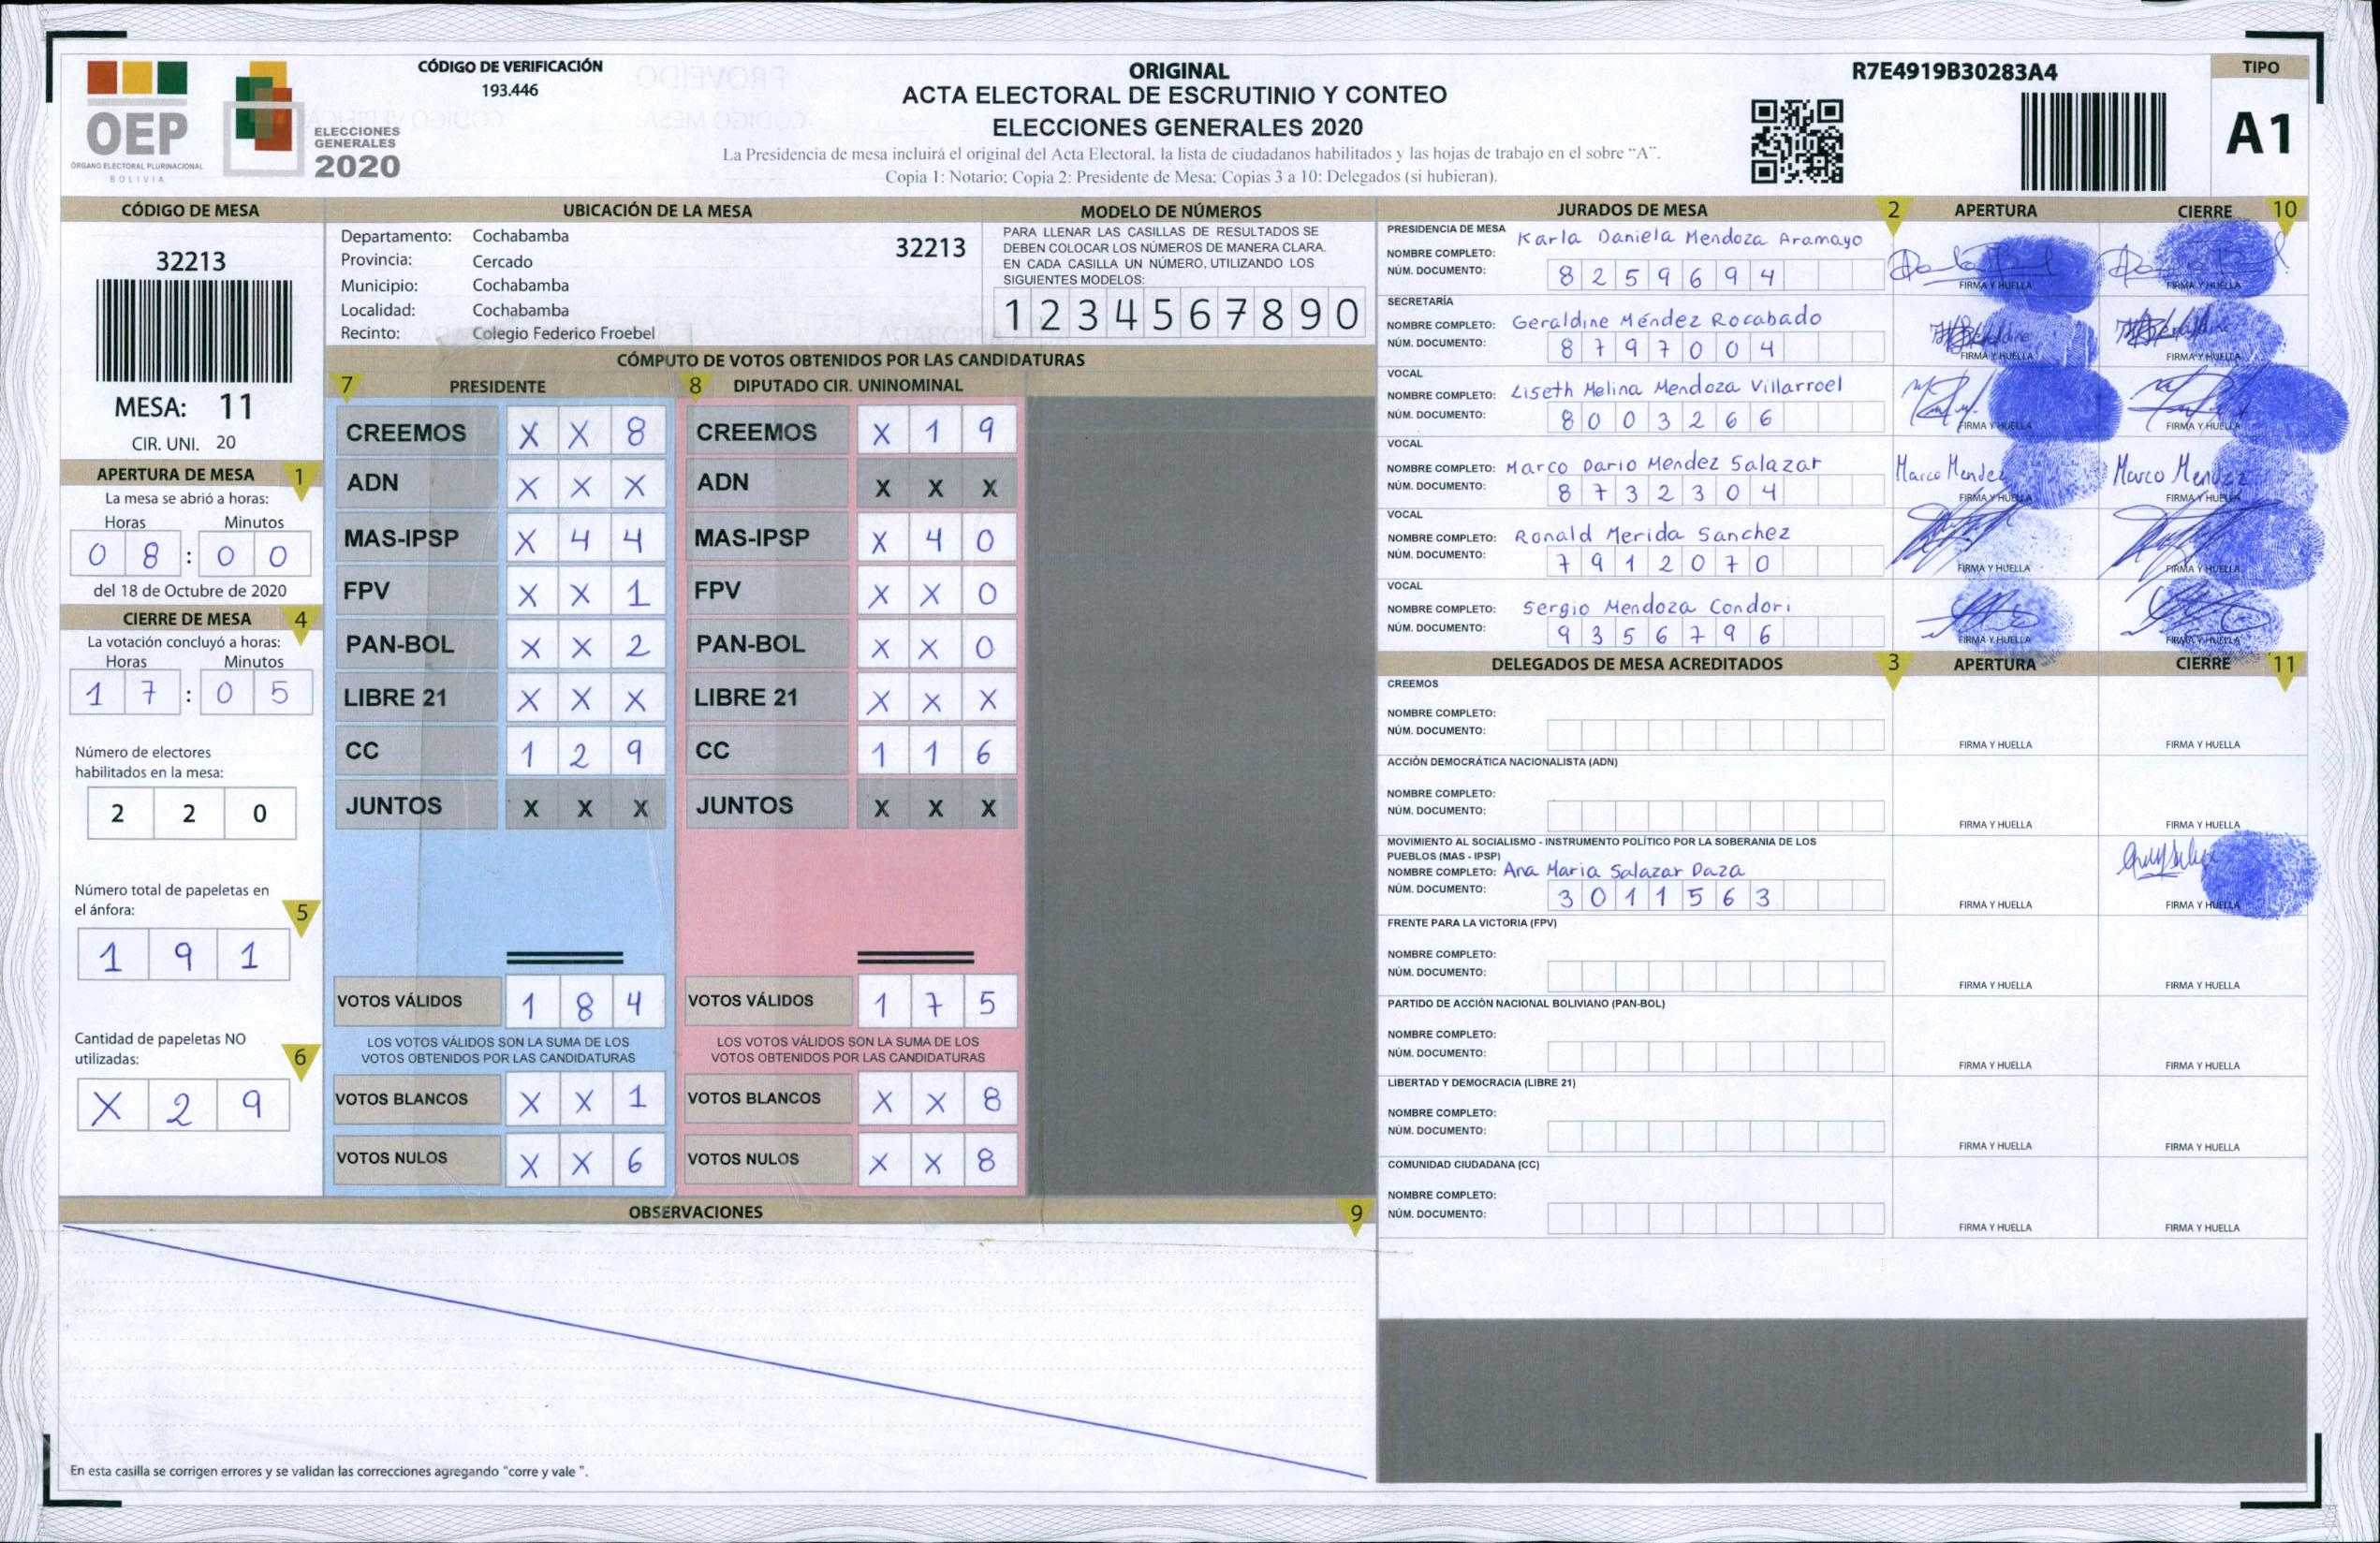 OEP
ÓRGANO ELECTORAL PLURINACIONAL
BOLIVIA
ELECCIONES
GENERALES
2020
CÓDIGO DE VERIFICACIÓN
193.446
ORIGINAL
ACTA ELECTORAL DE ESCRUTINIO Y CONTEO
ELECCIONES GENERALES 2020
La Presidencia de mesa incluirá el original del Acta Electoral, la lista de ciudadanos habilitados y las hojas de trabajo en el sobre “A”.
Copia 1: Notario; Copia 2: Presidente de Mesa; Copias 3 a 10: Delegados (si hubieran).
R7E4919B30283A4
TIPO
A1
CÓDIGO DE MESA
32213
MESA: 11
CIR. UNI. 20
APERTURA DE MESA 1
La mesa se abrió a horas:
Horas Minutos
0 8 : 0 0
del 18 de Octubre de 2020
CIERRE DE MESA 4
La votación concluyó a horas:
Horas Minutos
1 7 : 0 5
Número de electores
habilitados en la mesa:
2 2 0
Número total de papeletas en
el ánfora: 5
1 9 1
Cantidad de papeletas NO
utilizadas: 6
X 2 9
UBICACIÓN DE LA MESA
Departamento: Cochabamba 32213
Provincia: Cercado
Municipio: Cochabamba
Localidad: Cochabamba
Recinto: Colegio Federico Froebel
MODELO DE NÚMEROS
PARA LLENAR LAS CASILLAS DE RESULTADOS SE
DEBEN COLOCAR LOS NÚMEROS DE MANERA CLARA.
EN CADA CASILLA UN NÚMERO, UTILIZANDO LOS
SIGUIENTES MODELOS:
1 2 3 4 5 6 7 8 9 0
CÓMPUTO DE VOTOS OBTENIDOS POR LAS CANDIDATURAS
7 PRESIDENTE 8 DIPUTADO CIR. UNINOMINAL
CREEMOS X X 8 CREEMOS X 1 9
ADN X X X ADN X X X
MAS-IPSP X 4 4 MAS-IPSP X 4 0
FPV X X 1 FPV X X 0
PAN-BOL X X 2 PAN-BOL X X 0
LIBRE 21 X X X LIBRE 21 X X X
CC 1 2 9 CC 1 1 6
JUNTOS X X X JUNTOS X X X
VOTOS VÁLIDOS 1 8 4 VOTOS VÁLIDOS 1 7 5
LOS VOTOS VÁLIDOS SON LA SUMA DE LOS LOS VOTOS VÁLIDOS SON LA SUMA DE LOS
VOTOS OBTENIDOS POR LAS CANDIDATURAS VOTOS OBTENIDOS POR LAS CANDIDATURAS
VOTOS BLANCOS X X 1 VOTOS BLANCOS X X 8
VOTOS NULOS X X 6 VOTOS NULOS X X 8
OBSERVACIONES 9
En esta casilla se corrigen errores y se validan las correcciones agregando "corre y vale ".
JURADOS DE MESA 2 APERTURA CIERRE 10
PRESIDENCIA DE MESA
NOMBRE COMPLETO: Karla Daniela Mendoza Aramayo
NÚM. DOCUMENTO: 8 2 5 9 6 9 4
FIRMA Y HUELLA FIRMA Y HUELLA
SECRETARÍA
NOMBRE COMPLETO: Geraldine Méndez Rocabado
NÚM. DOCUMENTO: 8 7 9 7 0 0 4
FIRMA Y HUELLA FIRMA Y HUELLA
VOCAL
NOMBRE COMPLETO: Liseth Melina Mendoza Villarroel
NÚM. DOCUMENTO: 8 0 0 3 2 6 6
FIRMA Y HUELLA FIRMA Y HUELLA
VOCAL
NOMBRE COMPLETO: Marco Dario Mendez Salazar Marco Mendez Marco Mendez
NÚM. DOCUMENTO: 8 7 3 2 3 0 4
FIRMA Y HUELLA FIRMA Y HUELLA
VOCAL
NOMBRE COMPLETO: Ronald Merida Sanchez
NÚM. DOCUMENTO: 7 9 1 2 0 7 0
FIRMA Y HUELLA FIRMA Y HUELLA
VOCAL
NOMBRE COMPLETO: Sergio Mendoza Condori
NÚM. DOCUMENTO: 9 3 5 6 7 9 6
FIRMA Y HUELLA FIRMA Y HUELLA
DELEGADOS DE MESA ACREDITADOS 3 APERTURA CIERRE 11
CREEMOS
NOMBRE COMPLETO:
NÚM. DOCUMENTO:
FIRMA Y HUELLA FIRMA Y HUELLA
ACCIÓN DEMOCRÁTICA NACIONALISTA (ADN)
NOMBRE COMPLETO:
NÚM. DOCUMENTO:
FIRMA Y HUELLA FIRMA Y HUELLA
MOVIMIENTO AL SOCIALISMO - INSTRUMENTO POLÍTICO POR LA SOBERANIA DE LOS
PUEBLOS (MAS - IPSP)
NOMBRE COMPLETO: Ana Maria Salazar Daza
NÚM. DOCUMENTO: 3 0 1 1 5 6 3
FIRMA Y HUELLA FIRMA Y HUELLA
FRENTE PARA LA VICTORIA (FPV)
NOMBRE COMPLETO:
NÚM. DOCUMENTO:
FIRMA Y HUELLA FIRMA Y HUELLA
PARTIDO DE ACCIÓN NACIONAL BOLIVIANO (PAN-BOL)
NOMBRE COMPLETO:
NÚM. DOCUMENTO:
FIRMA Y HUELLA FIRMA Y HUELLA
LIBERTAD Y DEMOCRACIA (LIBRE 21)
NOMBRE COMPLETO:
NÚM. DOCUMENTO:
FIRMA Y HUELLA FIRMA Y HUELLA
COMUNIDAD CIUDADANA (CC)
NOMBRE COMPLETO:
NÚM. DOCUMENTO:
FIRMA Y HUELLA FIRMA Y HUELLA